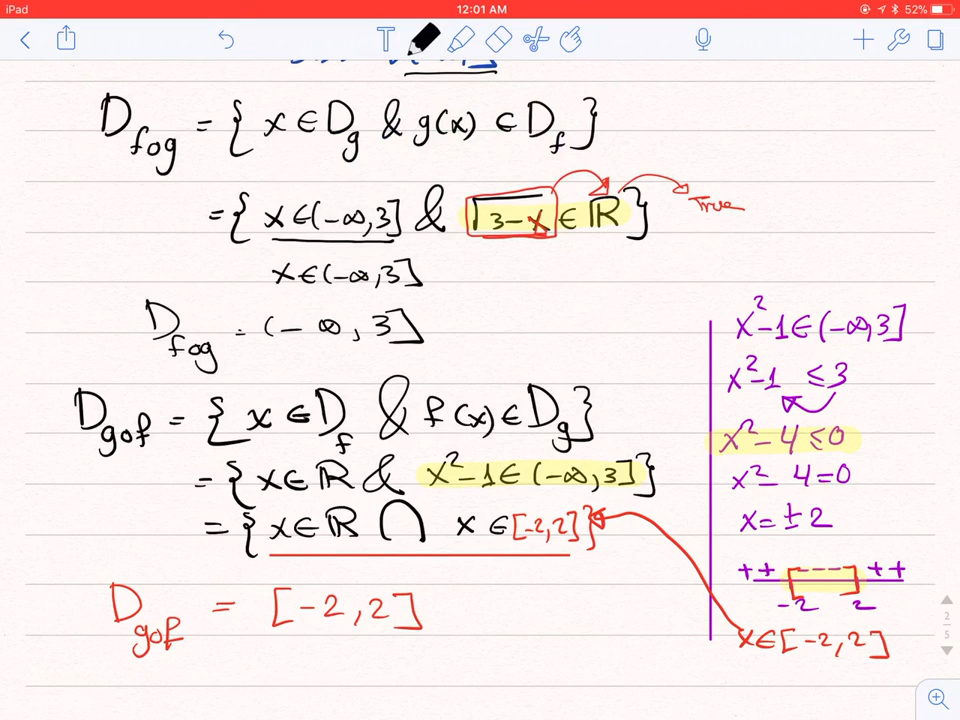 iPad 12:01 AM 52%
T
D_fog = { x ∈ D_g & g(x) ∈ D_f }
= { x ∈ (-∞, 3] & √3-x ∈ ℝ } True
x ∈ (-∞, 3]
D_fog = (-∞, 3]
D_gof = { x ∈ D_f & f(x) ∈ D_g }
= { x ∈ ℝ & x²-1 ∈ (-∞, 3] }
= { x ∈ ℝ ∩ x ∈ [-2, 2] }
D_gof = [-2, 2]
x²-1 ∈ (-∞, 3]
x²-1 ≤ 3
x²-4 ≤ 0
x²-4 = 0
x = ±2
++ [---] ++
-2 2
x ∈ [-2, 2]
2
5